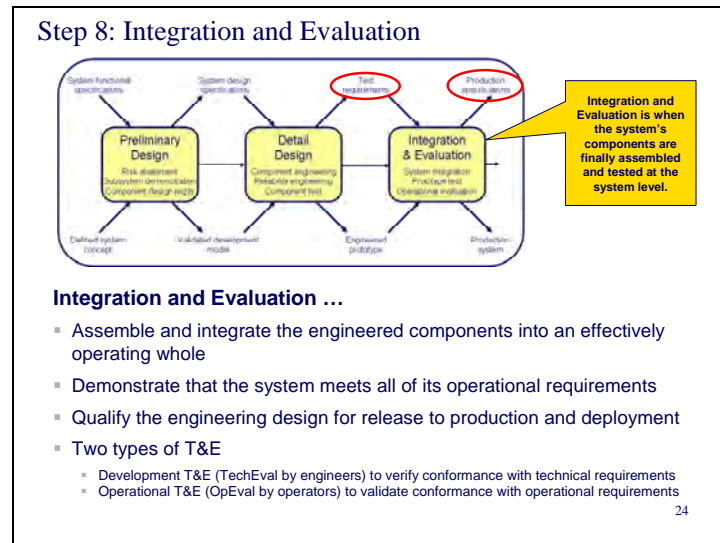 Step 8: Integration and Evaluation
System functional
specifications
System design
specifications
Test
requirements
Production
specifications
Preliminary
Design
Risk abatement
Subsystem demonstration
Component design reqts
Detail
Design
Component engineering
Reliability engineering
Component test
Integration
& Evaluation
System integration
Prototype test
Operational evaluation
Defined system
concept
Validated development
model
Engineered
prototype
Production
system
Integration and
Evaluation is when
the system's
components are
finally assembled
and tested at the
system level.
Integration and Evaluation …
Assemble and integrate the engineered components into an effectively
operating whole
Demonstrate that the system meets all of its operational requirements
Qualify the engineering design for release to production and deployment
Two types of T&E
Development T&E (TechEval by engineers) to verify conformance with technical requirements
Operational T&E (OpEval by operators) to validate conformance with operational requirements
24